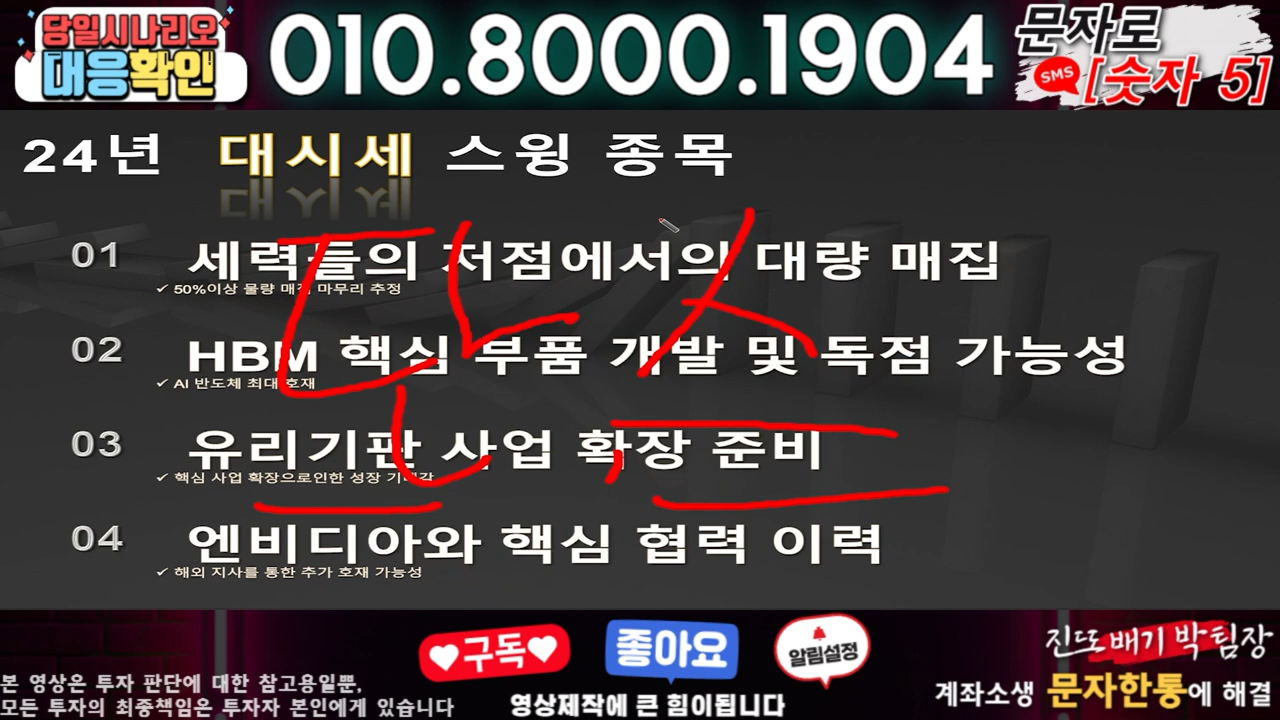 당일시나리오
대응확인
010.8000.1904
문자로
SMS [숫자 5]
24년 대시세 스윙 종목
01 세력들의 저점에서의 대량 매집
✓ 50%이상 물량 매집 마무리 추정
02 HBM 핵심 부품 개발 및 독점 가능성
✓ AI 반도체 최대 호재
03 유리기판 사업 확장 준비
✓ 핵심 사업 확장으로인한 성장 기대감
04 엔비디아와 핵심 협력 이력
✓ 해외 지사를 통한 추가 호재 가능성
구독
좋아요
알림설정
영상제작에 큰 힘이됩니다
본 영상은 투자 판단에 대한 참고용일뿐,
모든 투자의 최종책임은 투자자 본인에게 있습니다
진또배기 박팀장
계좌소생 문자한통에 해결